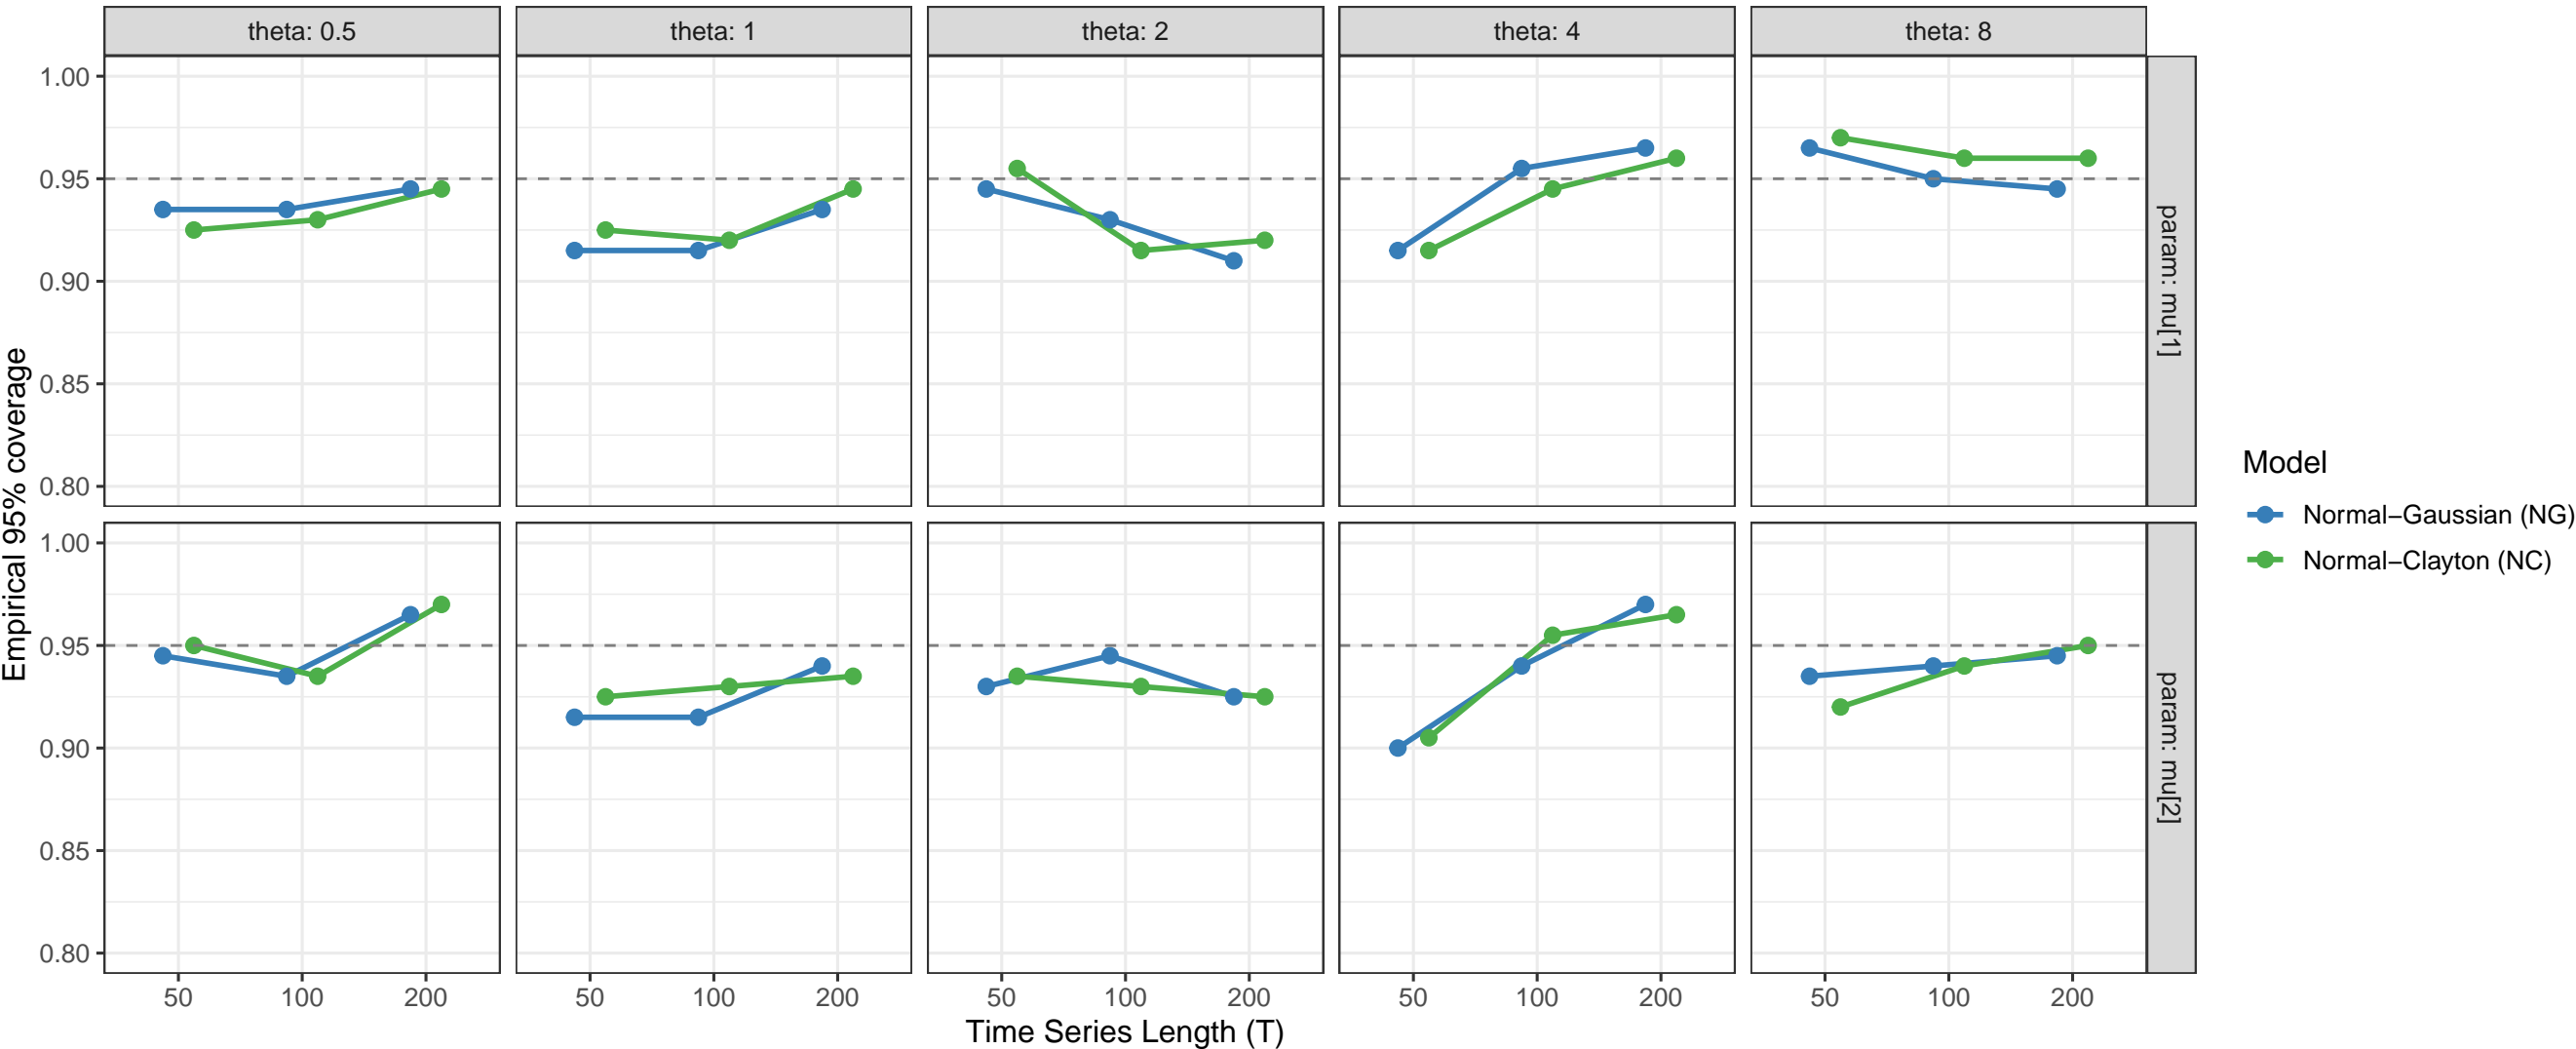 theta: 0.5
theta: 1
theta: 2
theta: 4
theta: 8
1.00
0.95
0.90
0.85
0.80
param: mu[1]
1.00
0.95
0.90
0.85
0.80
param: mu[2]
Empirical 95% coverage
50 100 200
50 100 200
50 100 200
50 100 200
50 100 200
Time Series Length (T)
Model
Normal−Gaussian (NG)
Normal−Clayton (NC)